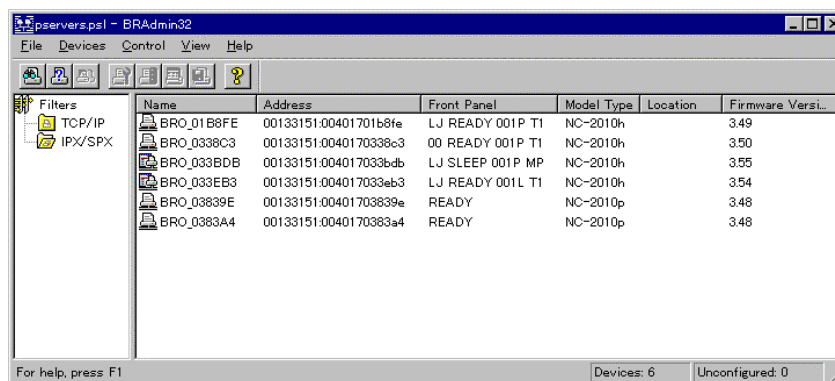 pservers.psl - BRAdmin32
File Devices Control View Help
Filters
TCP/IP
IPX/SPX
Name Address Front Panel Model Type Location Firmware Versi...
BRO_01B8FE 00133151:00401701b8fe LJ READY 001P T1 NC-2010h 3.49
BRO_0338C3 00133151:0040170338c3 00 READY 001P T1 NC-2010h 3.50
BRO_033BDB 00133151:004017033bdb LJ SLEEP 001P MP NC-2010h 3.55
BRO_033EB3 00133151:004017033eb3 LJ READY 001L T1 NC-2010h 3.54
BRO_03839E 00133151:00401703839e READY NC-2010p 3.48
BRO_0383A4 00133151:0040170383a4 READY NC-2010p 3.48
For help, press F1 Devices: 6 Unconfigured: 0